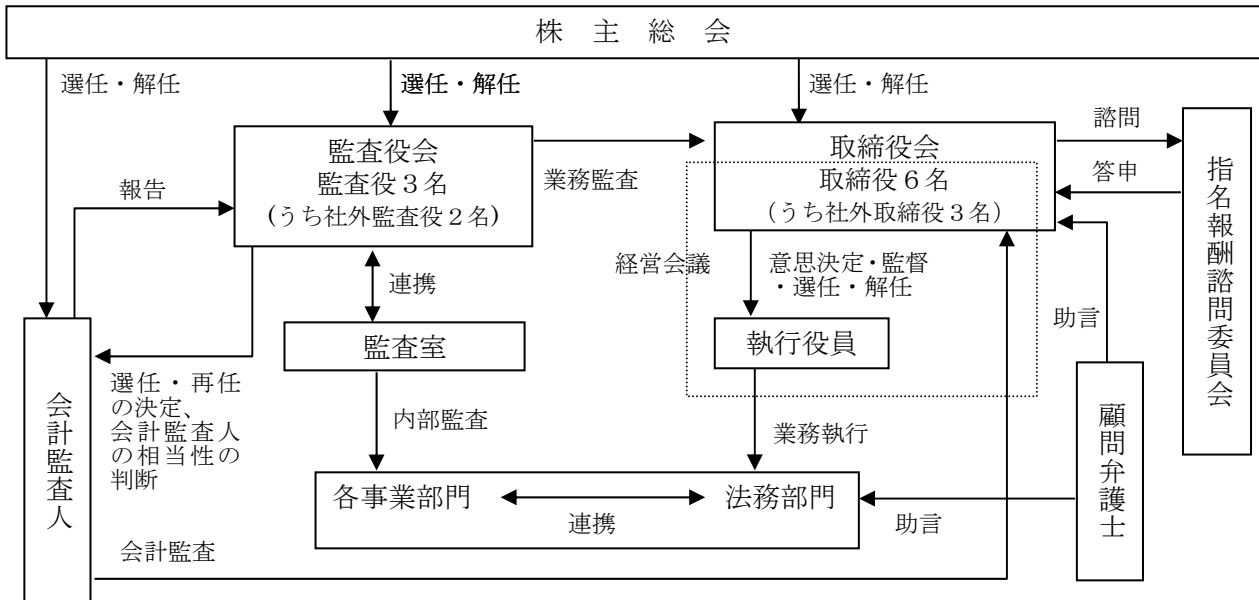 株 主 総 会
選任・解任
選任・解任
選任・解任
監査役会
監査役３名
(うち社外監査役２名)
業務監査
取締役会
取締役６名
（うち社外取締役３名）
諮問
答申
指名報酬諮問委員会
報告
連携
経営会議
意思決定・監督
・選任・解任
助言
監査室
執行役員
会計監査人
選任・再任
の決定、
会計監査人
の相当性の
判断
内部監査
業務執行
顧問弁護士
各事業部門
連携
法務部門
助言
会計監査